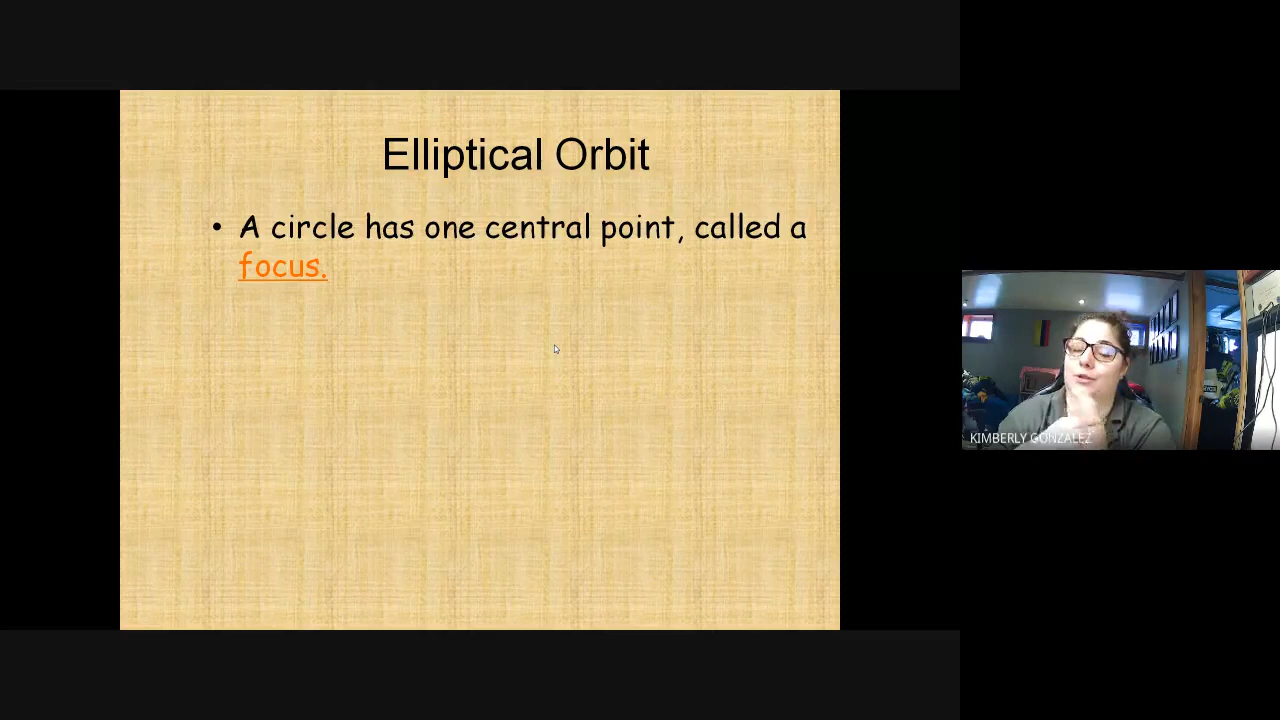 Elliptical Orbit
• A circle has one central point, called a
focus.
KIMBERLY GONZALEZ